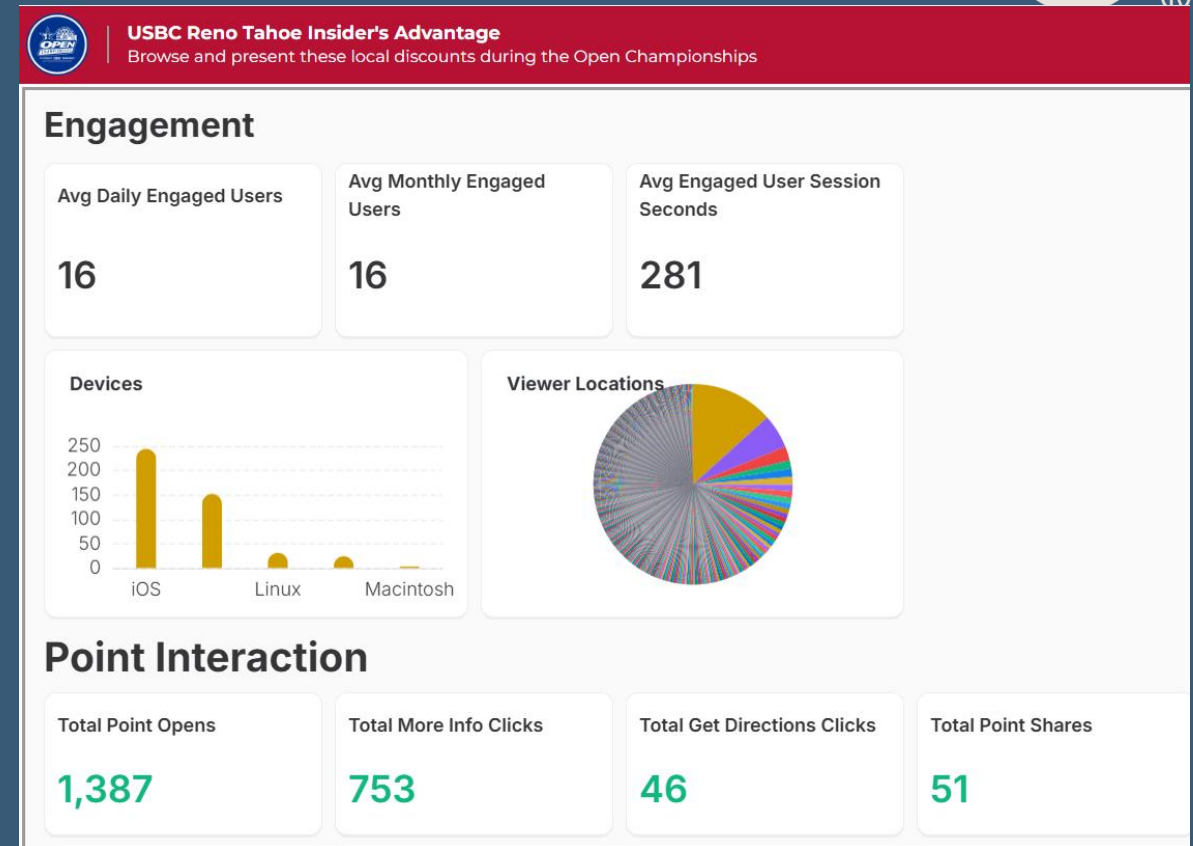 OPEN
USBC Reno Tahoe Insider's Advantage
Browse and present these local discounts during the Open Championships
Engagement
Avg Daily Engaged Users
16
Avg Monthly Engaged
Users
16
Avg Engaged User Session
Seconds
281
Devices
250
200
150
100
50
0
iOS
Linux
Macintosh
Viewer Locations
Point Interaction
Total Point Opens
1,387
Total More Info Clicks
753
Total Get Directions Clicks
46
Total Point Shares
51